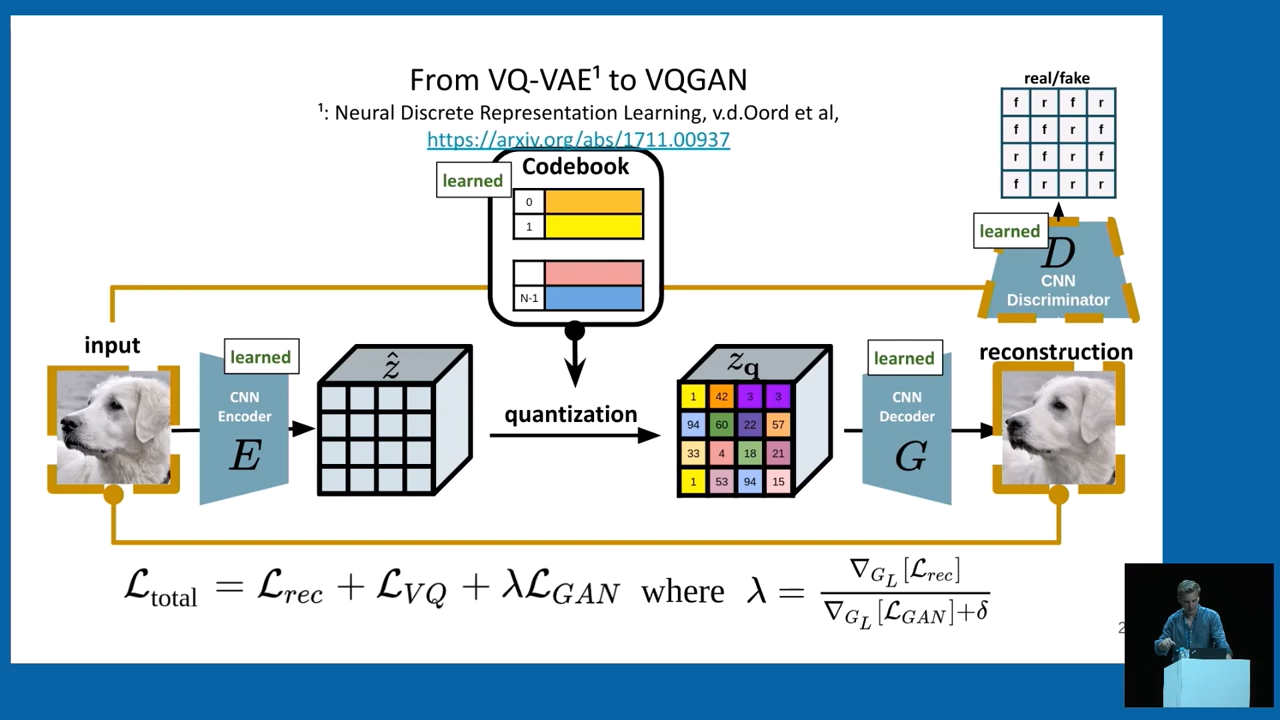 From VQ-VAE¹ to VQGAN
¹: Neural Discrete Representation Learning, v.d.Oord et al,
https://arxiv.org/abs/1711.00937
real/fake
f r f r
f f r f
r f r f
f r r r
learned
Codebook
0
1
N-1
learned
D
CNN
Discriminator
input
learned
CNN
Encoder
E
ẑ
quantization
z_q
1 42 3 3
94 60 22 57
33 4 18 21
1 53 94 15
learned
CNN
Decoder
G
reconstruction
ℒ_total = ℒ_rec + ℒ_VQ + λℒ_GAN where λ = ∇_{G_L}[ℒ_rec] / ∇_{G_L}[ℒ_GAN]+δ
2